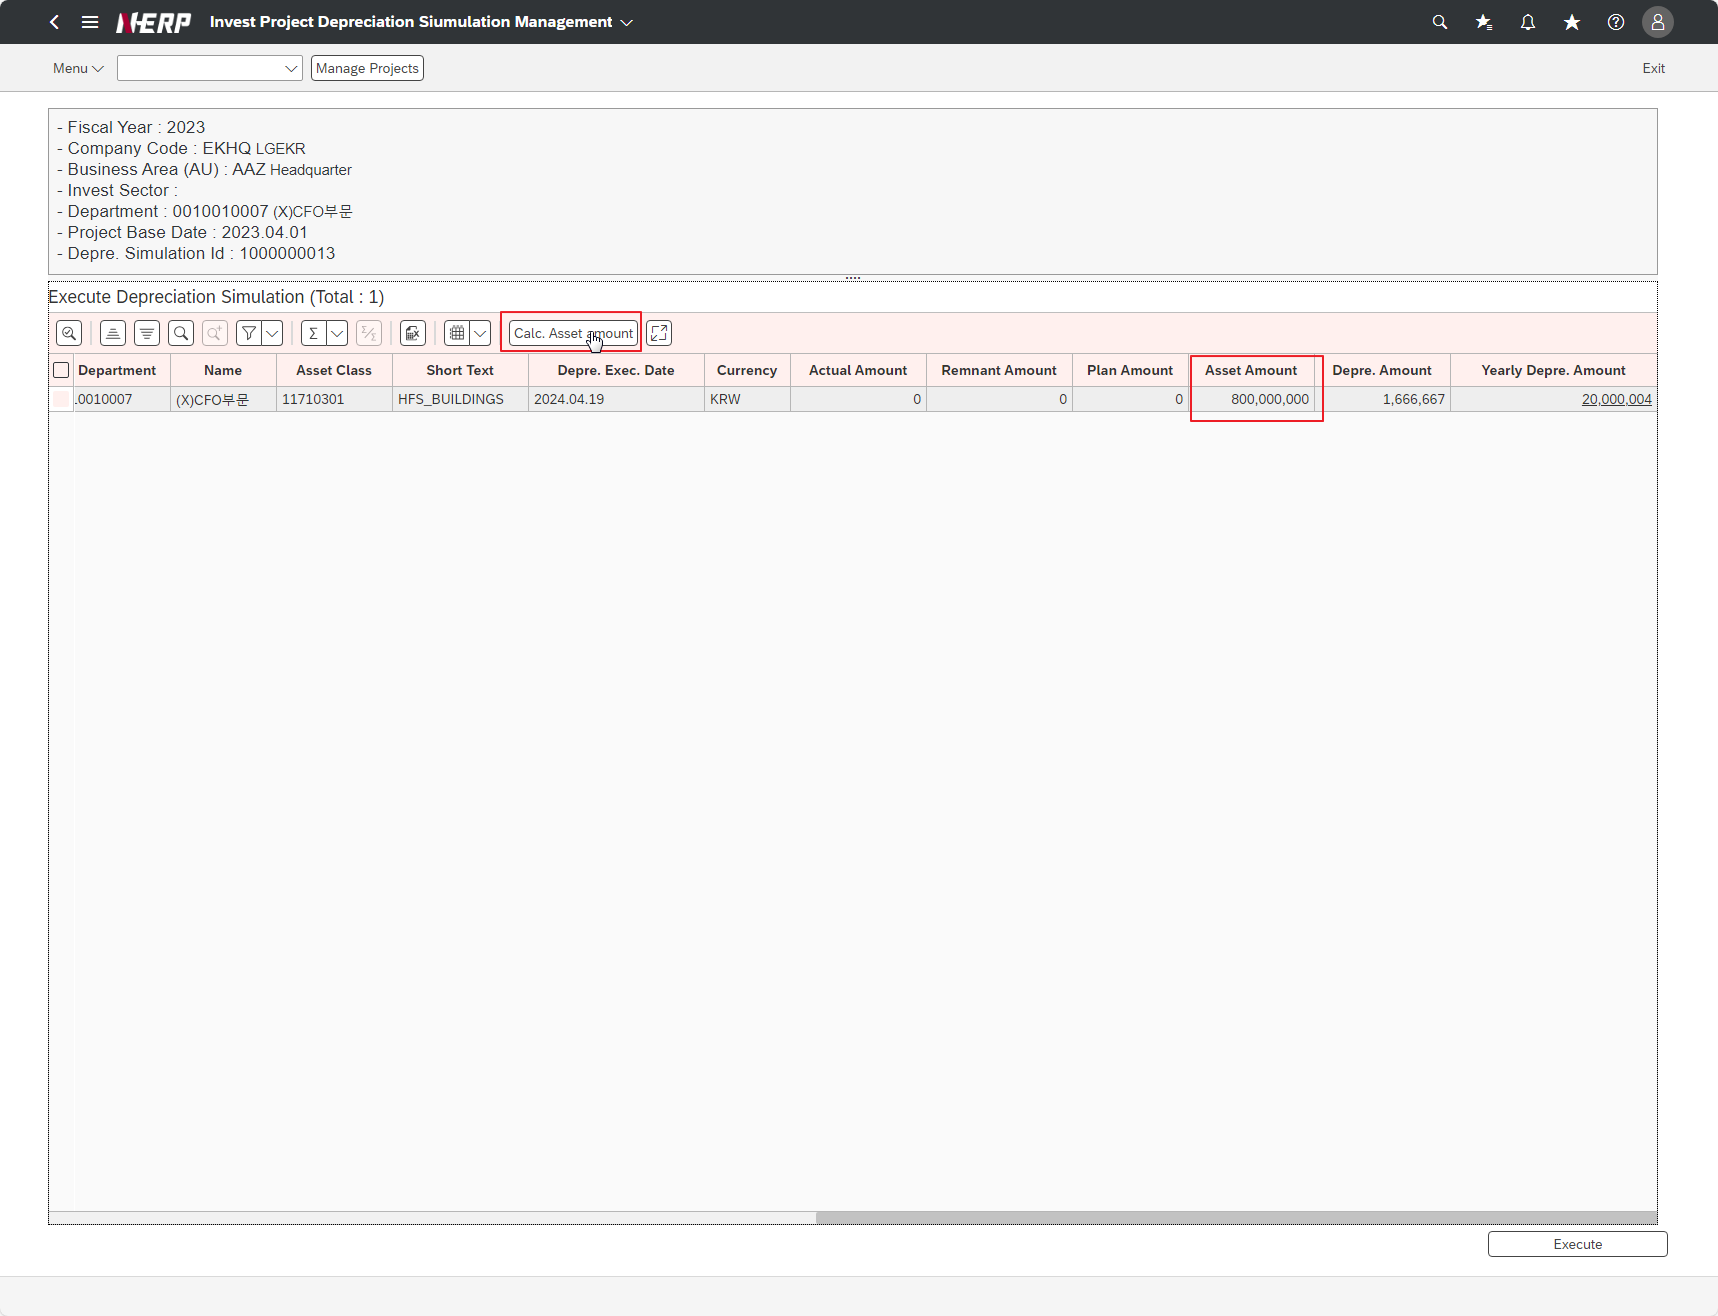 NERP Invest Project Depreciation Siumulation Management
Menu Manage Projects Exit
- Fiscal Year : 2023
- Company Code : EKHQ LGEKR
- Business Area (AU) : AAZ Headquarter
- Invest Sector :
- Department : 0010010007 (X)CFO부문
- Project Base Date : 2023.04.01
- Depre. Simulation Id : 1000000013
Execute Depreciation Simulation (Total : 1)
Calc. Asset amount
Department Name Asset Class Short Text Depre. Exec. Date Currency Actual Amount Remnant Amount Plan Amount Asset Amount Depre. Amount Yearly Depre. Amount
.0010007 (X)CFO부문 11710301 HFS_BUILDINGS 2024.04.19 KRW 0 0 0 800,000,000 1,666,667 20,000,004
Execute